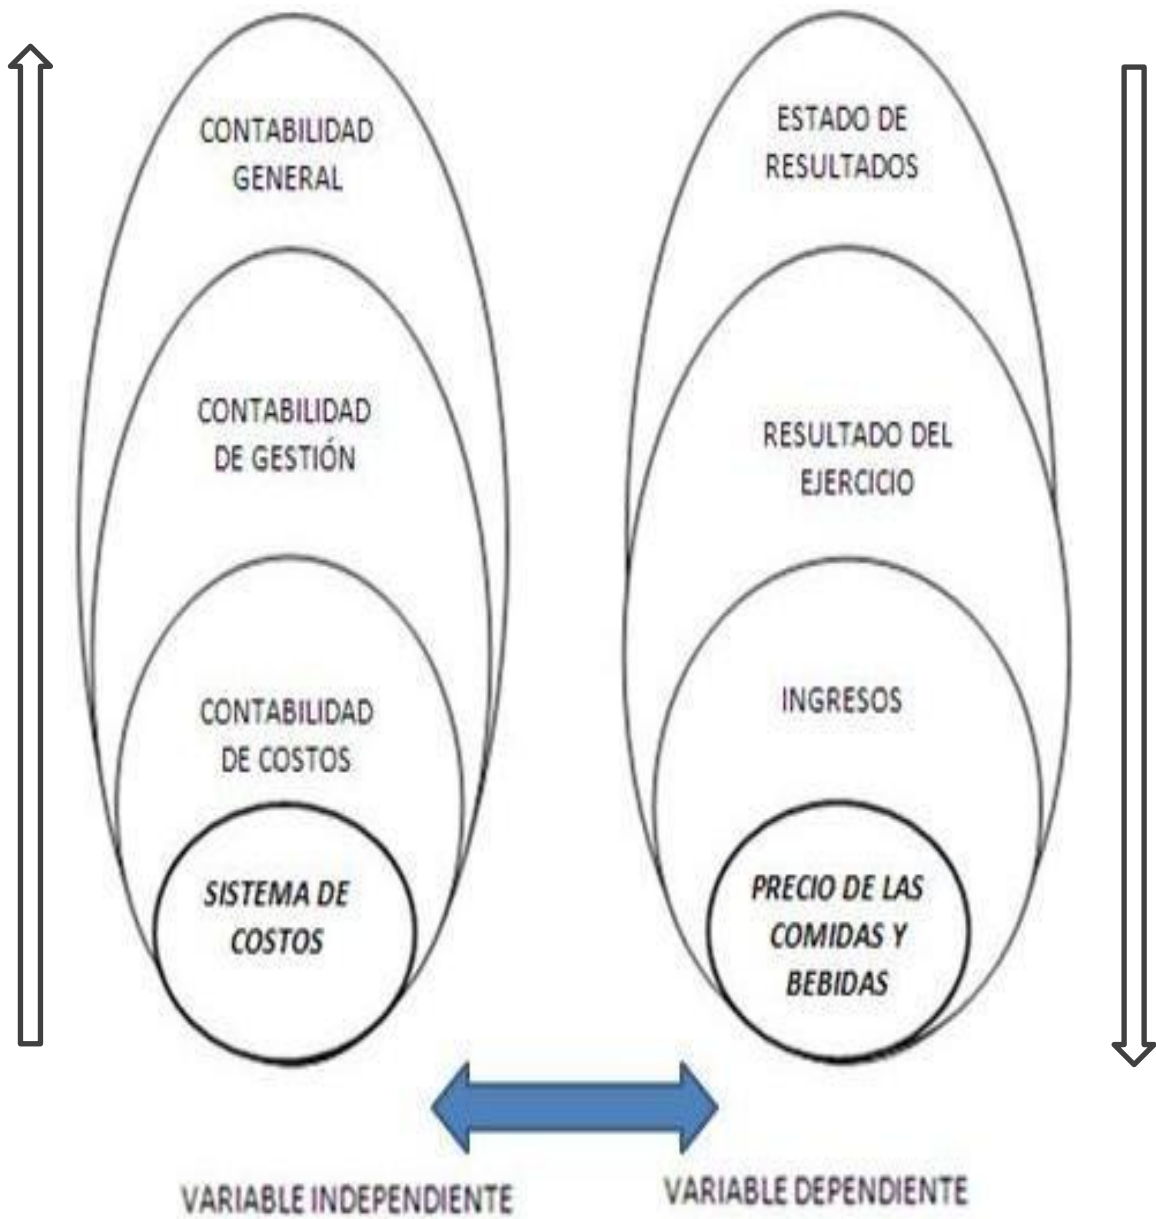 CONTABILIDAD
GENERAL
CONTABILIDAD
DE GESTIÓN
CONTABILIDAD
DE COSTOS
SISTEMA DE
COSTOS
VARIABLE INDEPENDIENTE
ESTADO DE
RESULTADOS
RESULTADO DEL
EJERCICIO
INGRESOS
PRECIO DE LAS
COMIDAS Y
BEBIDAS
VARIABLE DEPENDIENTE